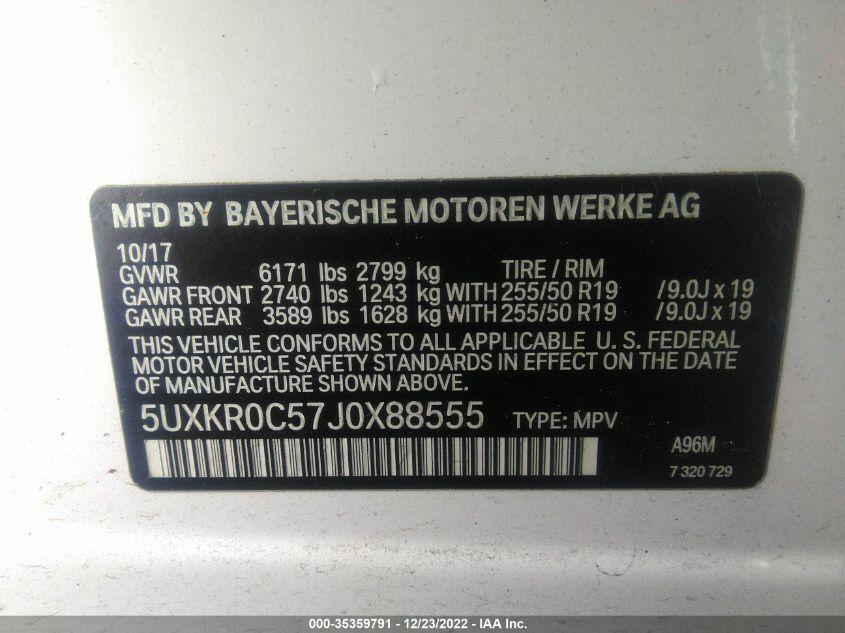 MFD BY BAYERISCHE MOTOREN WERKE AG
10/17
GVWR 6171 lbs 2799 kg TIRE / RIM
GAWR FRONT 2740 lbs 1243 kg WITH 255/50 R19 /9.0J x 19
GAWR REAR 3589 lbs 1628 kg WITH 255/50 R19 /9.0J x 19
THIS VEHICLE CONFORMS TO ALL APPLICABLE U. S. FEDERAL
MOTOR VEHICLE SAFETY STANDARDS IN EFFECT ON THE DATE
OF MANUFACTURE SHOWN ABOVE.
5UXKR0C57J0X88555 TYPE: MPV
A96M
7 320 729
000-35359791 - 12/23/2022 - IAA Inc.